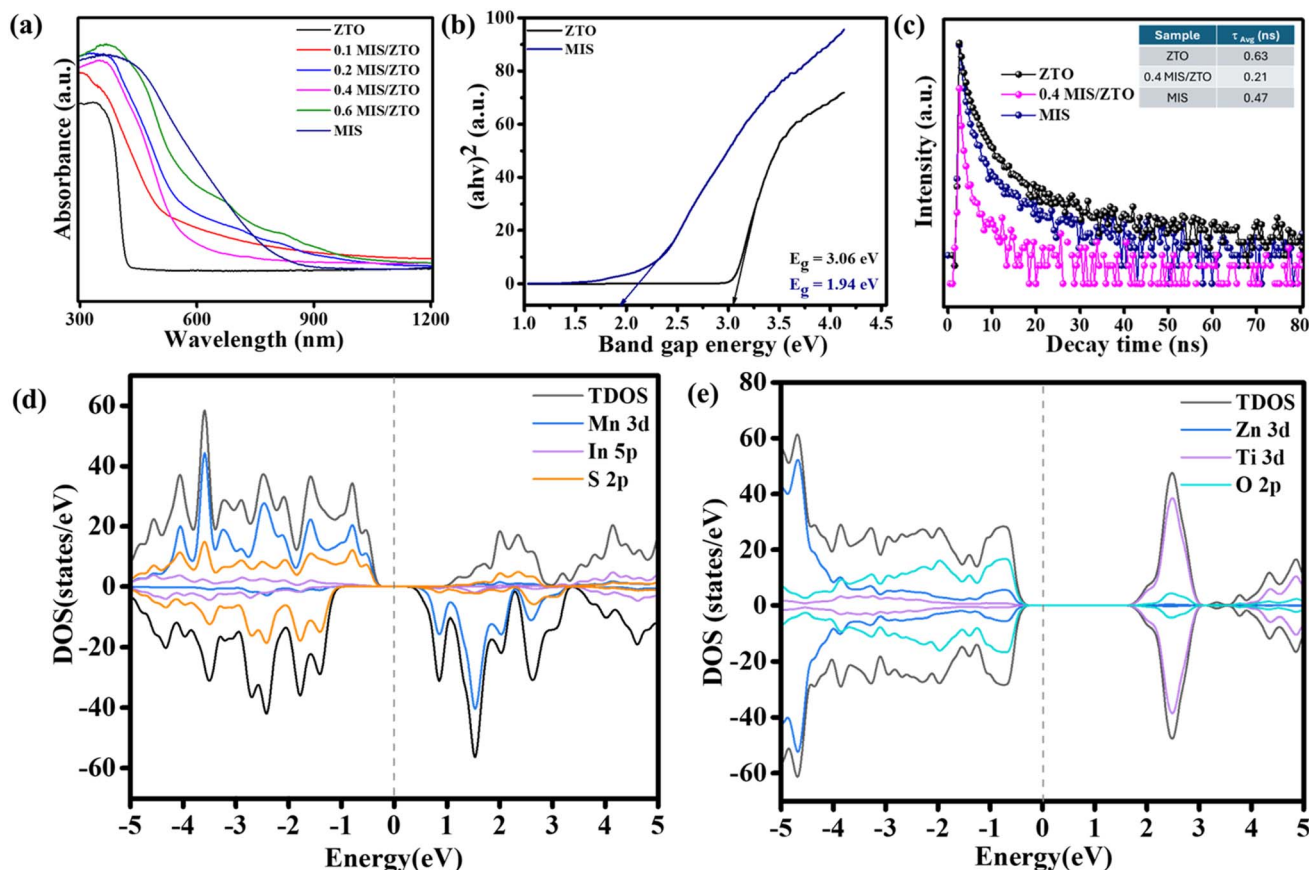 (a)
ZTO
0.1 MIS/ZTO
0.2 MIS/ZTO
0.4 MIS/ZTO
0.6 MIS/ZTO
MIS
Absorbance (a.u.)
300 600 900 1200
Wavelength (nm)
(b)
ZTO
MIS
(ahv)² (a.u.)
100
80
60
40
20
0
E_g = 3.06 eV
E_g = 1.94 eV
1.0 1.5 2.0 2.5 3.0 3.5 4.0 4.5
Band gap energy (eV)
(c)
Sample τ Avg (ns)
ZTO 0.63
0.4 MIS/ZTO 0.21
MIS 0.47
ZTO
0.4 MIS/ZTO
MIS
Intensity (a.u.)
0 10 20 30 40 50 60 70 80
Decay time (ns)
(d)
TDOS
Mn 3d
In 5p
S 2p
DOS(states/eV)
60
40
20
0
-20
-40
-60
-5 -4 -3 -2 -1 0 1 2 3 4 5
Energy(eV)
(e)
TDOS
Zn 3d
Ti 3d
O 2p
DOS (states/eV)
80
60
40
20
0
-20
-40
-60
-5 -4 -3 -2 -1 0 1 2 3 4 5
Energy(eV)